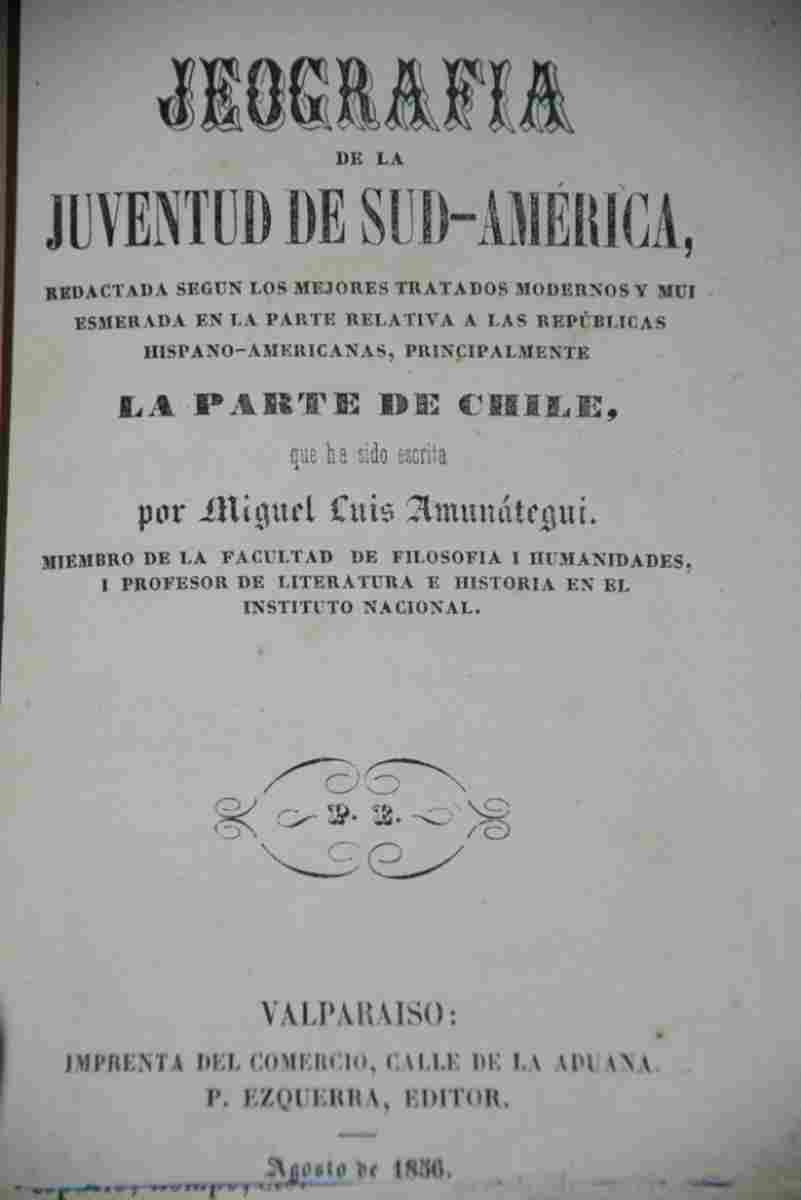 JEOGRAFIA
DE LA
JUVENTUD DE SUD-AMÉRICA,
REDACTADA SEGUN LOS MEJORES TRATADOS MODERNOS Y MUI
ESMERADA EN LA PARTE RELATIVA A LAS REPÚBLICAS
HISPANO-AMERICANAS, PRINCIPALMENTE
LA PARTE DE CHILE,
que ha sido escrita
por Miguel Luis Amunátegui.
MIEMBRO DE LA FACULTAD DE FILOSOFIA I HUMANIDADES,
I PROFESOR DE LITERATURA E HISTORIA EN EL
INSTITUTO NACIONAL.
P. E.
VALPARAISO:
IMPRENTA DEL COMERCIO, CALLE DE LA ADUANA.
P. EZQUERRA, EDITOR.
Agosto de 1856.